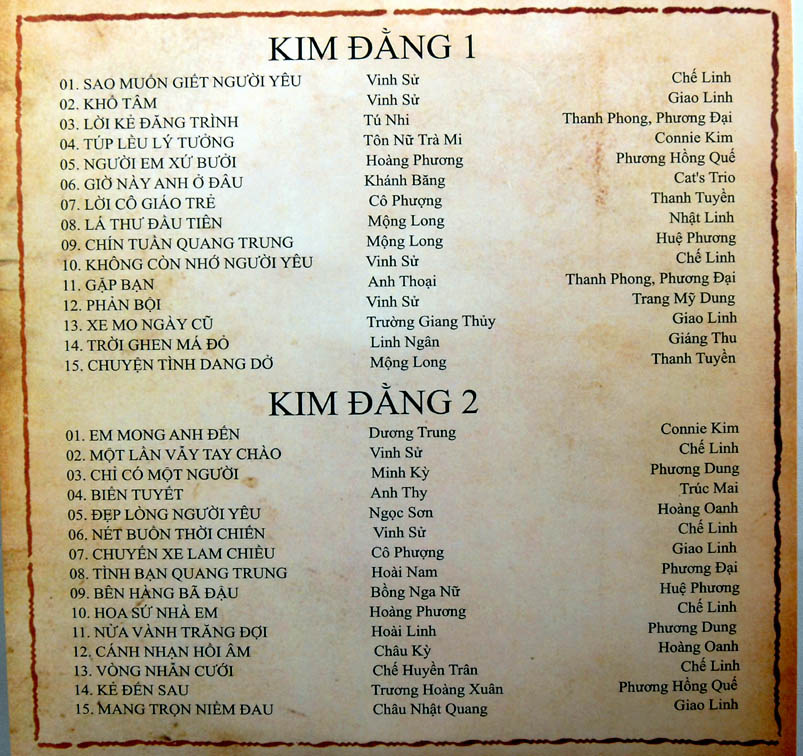 KIM ĐẰNG 1
01. SAO MUỐN GIẾT NGƯỜI YÊU Vinh Sử Chế Linh
02. KHỔ TÂM Vinh Sử Giao Linh
03. LỜI KẺ ĐĂNG TRÌNH Tú Nhi Thanh Phong, Phương Đại
04. TÚP LỀU LÝ TƯỞNG Tôn Nữ Trà Mi Connie Kim
05. NGƯỜI EM XỨ BƯỞI Hoàng Phương Phương Hồng Quế
06. GIỜ NÀY ANH Ở ĐÂU Khánh Băng Cat's Trio
07. LỜI CÔ GIÁO TRẺ Cô Phượng Thanh Tuyền
08. LÁ THƯ ĐẦU TIÊN Mộng Long Nhật Linh
09. CHÍN TUẦN QUANG TRUNG Mộng Long Huệ Phương
10. KHÔNG CÒN NHỚ NGƯỜI YÊU Vinh Sử Chế Linh
11. GẶP BẠN Anh Thoại Thanh Phong, Phương Đại
12. PHẢN BỘI Vinh Sử Trang Mỹ Dung
13. XE MO NGÀY CŨ Trường Giang Thủy Giao Linh
14. TRỜI GHEN MÁ ĐỎ Linh Ngân Giáng Thu
15. CHUYỆN TÌNH DANG DỞ Mộng Long Thanh Tuyền
KIM ĐẰNG 2
01. EM MONG ANH ĐẾN Dương Trung Connie Kim
02. MỘT LẦN VẪY TAY CHÀO Vinh Sử Chế Linh
03. CHỈ CÓ MỘT NGƯỜI Minh Kỳ Phương Dung
04. BIỂN TUYẾT Anh Thy Trúc Mai
05. ĐẸP LÒNG NGƯỜI YÊU Ngọc Sơn Hoàng Oanh
06. NÉT BUỒN THỜI CHIẾN Vinh Sử Chế Linh
07. CHUYẾN XE LAM CHIỀU Cô Phượng Giao Linh
08. TÌNH BẠN QUANG TRUNG Hoài Nam Phương Đại
09. BÊN HÀNG BÃ ĐẬU Bồng Nga Nữ Huệ Phương
10. HOA SỨ NHÀ EM Hoàng Phương Chế Linh
11. NỬA VÀNH TRĂNG ĐỢI Hoài Linh Phương Dung
12. CÁNH NHẠN HỒI ÂM Châu Kỳ Hoàng Oanh
13. VÒNG NHẪN CƯỚI Chế Huyền Trân Chế Linh
14. KẺ ĐẾN SAU Trương Hoàng Xuân Phương Hồng Quế
15. MANG TRỌN NIỀM ĐAU Châu Nhật Quang Giao Linh